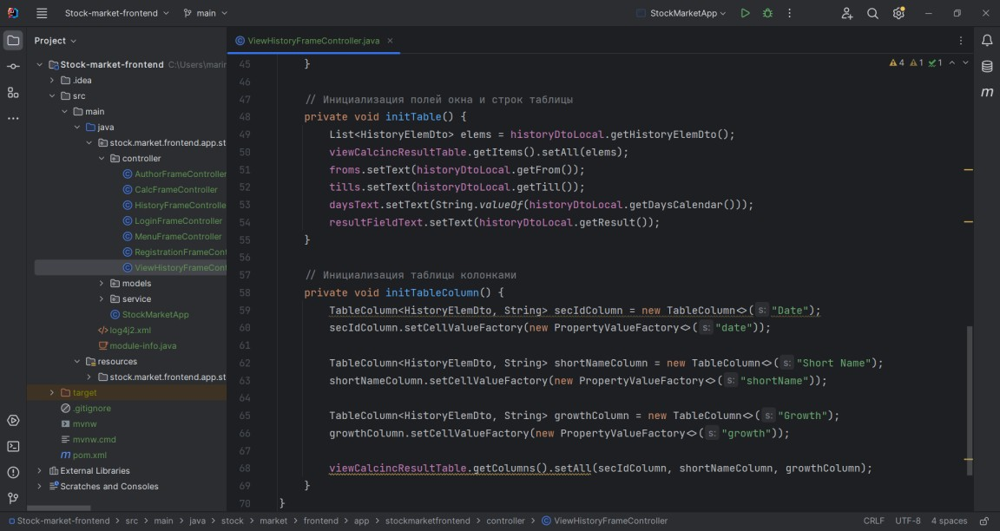 Stock-market-frontend
main
StockMarketApp
Project
ViewHistoryFrameController.java
Stock-market-frontend C:\Users\marin
.idea
src
main
java
stock.market.frontend.app.st
controller
AuthorFrameController
CalcFrameController
HistoryFrameControlle
LoginFrameController
MenuFrameController
RegistrationFrameCont
ViewHistoryFrameCont
models
service
StockMarketApp
log4j2.xml
module-info.java
resources
stock.market.frontend.app.st
target
.gitignore
mvnw
mvnw.cmd
pom.xml
External Libraries
Scratches and Consoles
4 1 1
45 }
46
47 // Инициализация полей окна и строк таблицы
48 private void initTable() {
49 List<HistoryElemDto> elems = historyDtoLocal.getHistoryElemDto();
50 viewCalcincResultTable.getItems().setAll(elems);
51 froms.setText(historyDtoLocal.getFrom());
52 tills.setText(historyDtoLocal.getTill());
53 daysText.setText(String.valueOf(historyDtoLocal.getDaysCalendar()));
54 resultFieldText.setText(historyDtoLocal.getResult());
55 }
56
57 // Инициализация таблицы колонками
58 private void initTableColumn() {
59 TableColumn<HistoryElemDto, String> secIdColumn = new TableColumn<>( s: "Date");
60 secIdColumn.setCellValueFactory(new PropertyValueFactory<>( s: "date"));
61
62 TableColumn<HistoryElemDto, String> shortNameColumn = new TableColumn<>( s: "Short Name");
63 shortNameColumn.setCellValueFactory(new PropertyValueFactory<>( s: "shortName"));
64
65 TableColumn<HistoryElemDto, String> growthColumn = new TableColumn<>( s: "Growth");
66 growthColumn.setCellValueFactory(new PropertyValueFactory<>( s: "growth"));
67
68 viewCalcincResultTable.getColumns().setAll(secIdColumn, shortNameColumn, growthColumn);
69 }
70 }
m
Stock-market-frontend > src > main > java > stock > market > frontend > app > stockmarketfrontend > controller > ViewHistoryFrameController
CRLF UTF-8 4 spaces